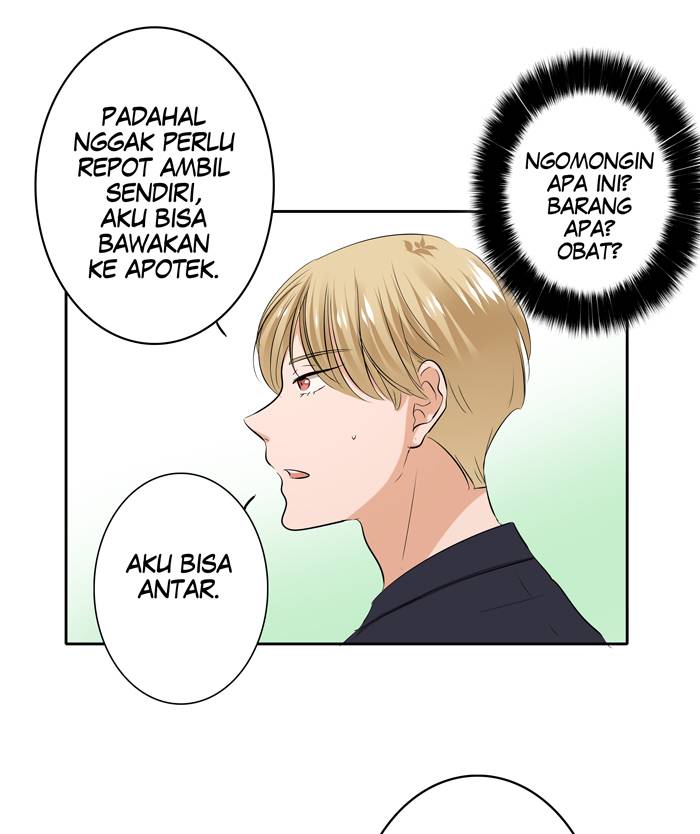 PADAHAL
NGGAK PERLU
REPOT AMBIL
SENDIRI,
AKU BISA
BAWAKAN
KE APOTEK.
NGOMONGIN
APA INI?
BARANG
APA?
OBAT?
AKU BISA
ANTAR.